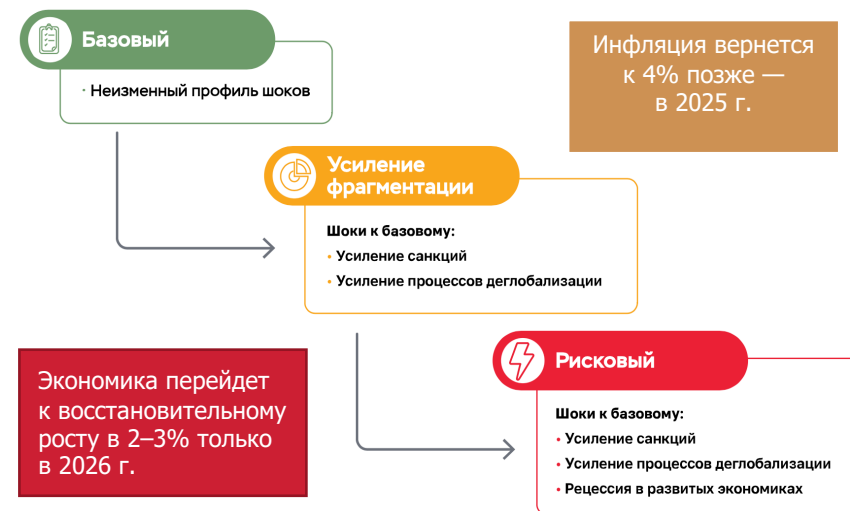 Базовый
· Неизменный профиль шоков
Инфляция вернется
к 4% позже —
в 2025 г.
Усиление
фрагментации
Шоки к базовому:
• Усиление санкций
• Усиление процессов деглобализации
Экономика перейдет
к восстановительному
росту в 2–3% только
в 2026 г.
Рисковый
Шоки к базовому:
• Усиление санкций
• Усиление процессов деглобализации
• Рецессия в развитых экономиках